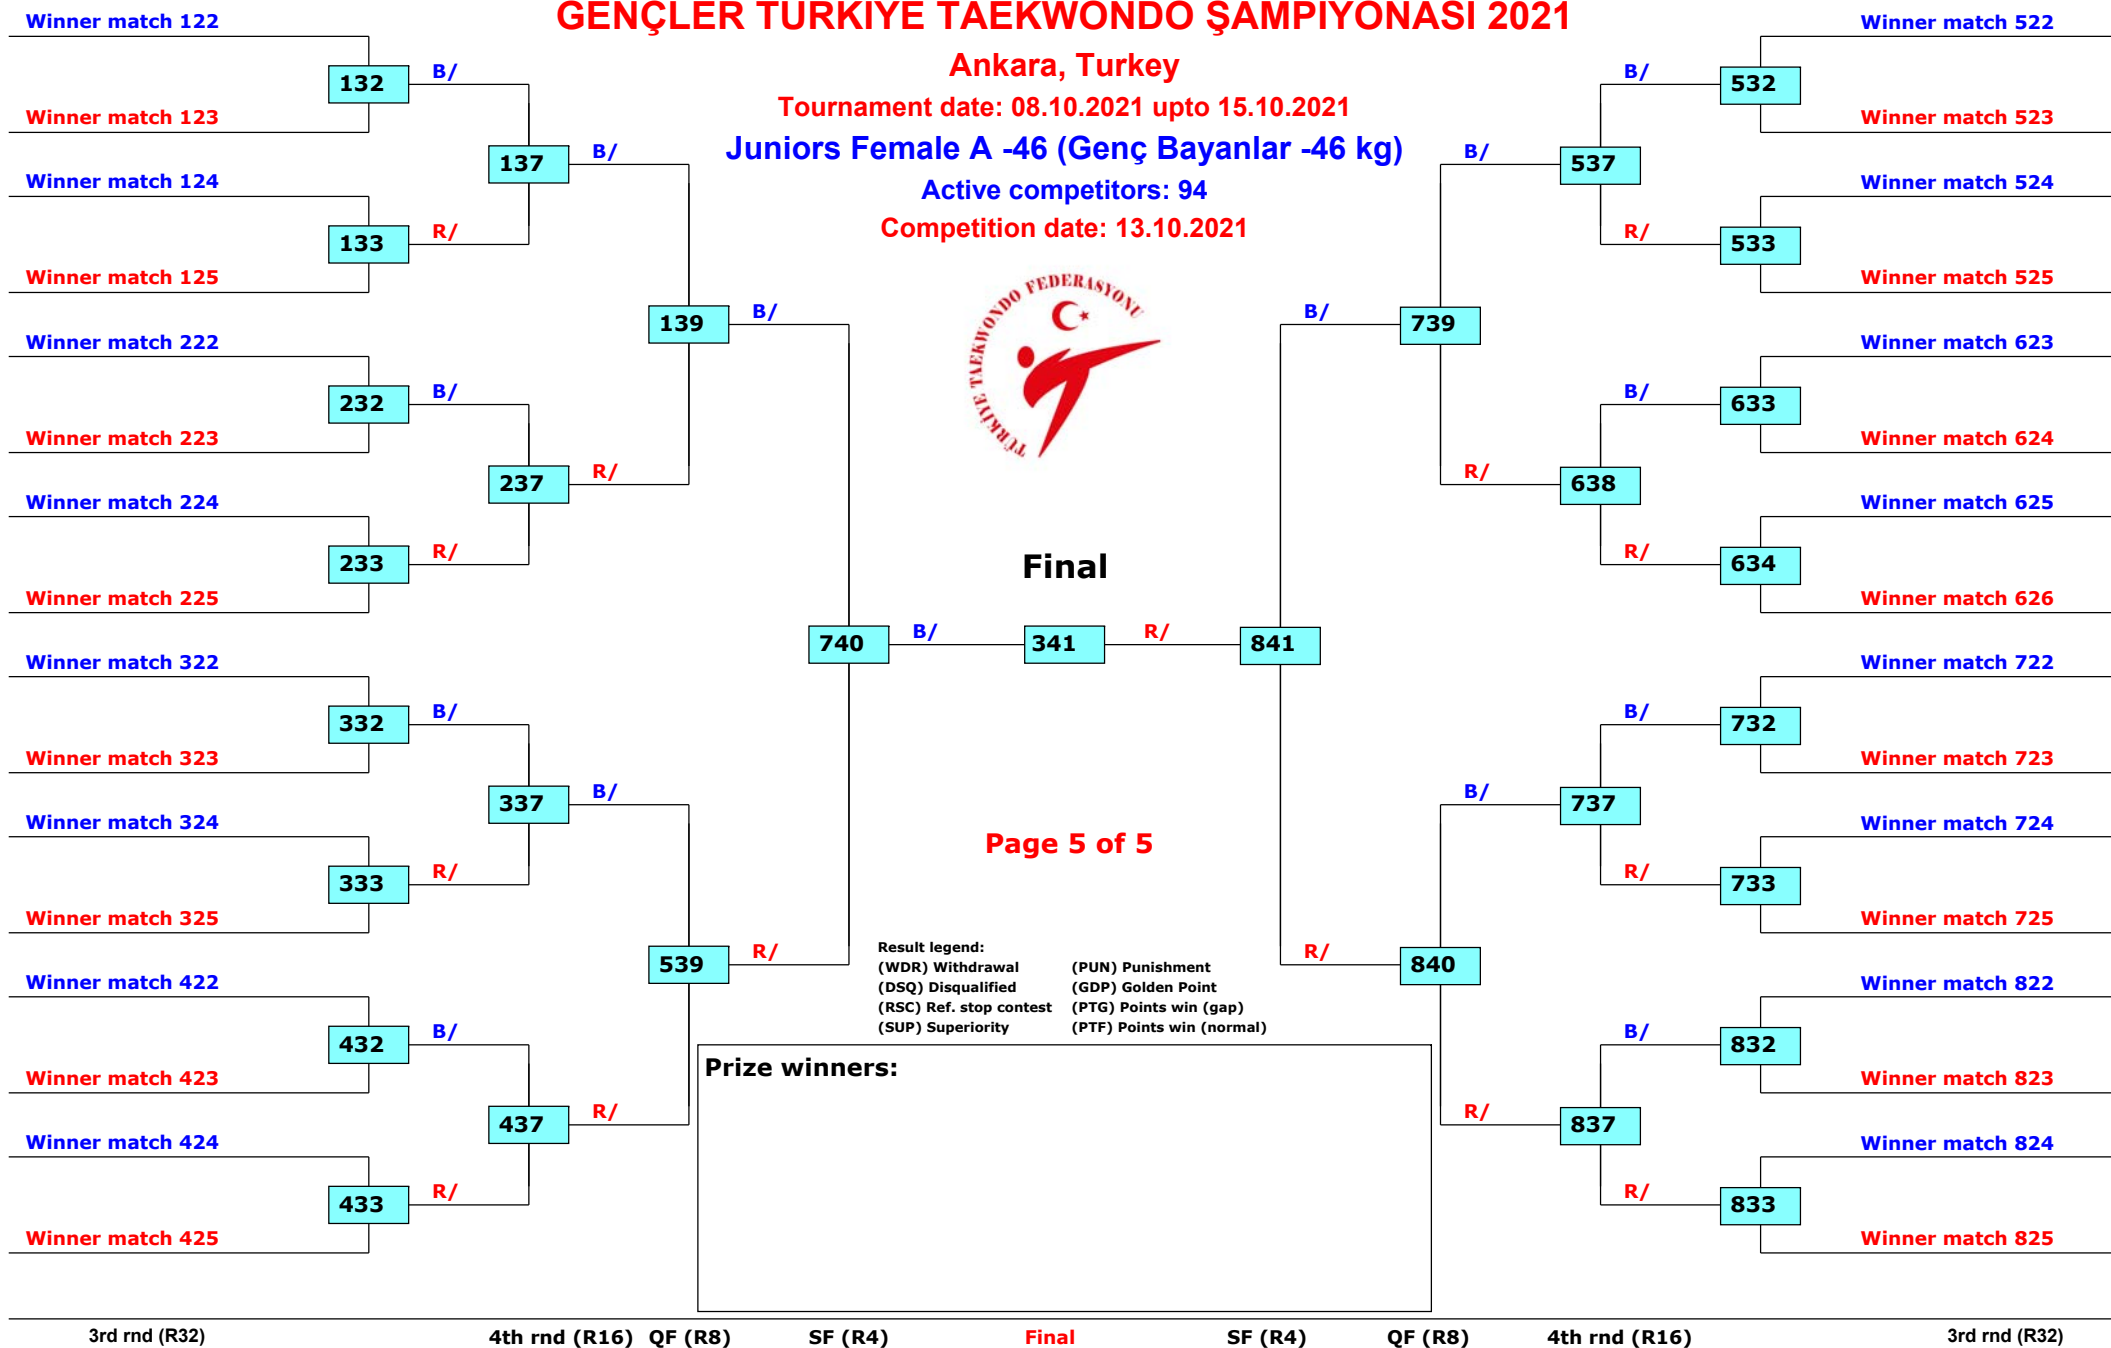 GENÇLER TÜRKİYE TAEKWONDO ŞAMPİYONASI 2021
Ankara, Turkey
Tournament date: 08.10.2021 upto 15.10.2021
Juniors Female A -46 (Genç Bayanlar -46 kg)
Active competitors: 94
Competition date: 13.10.2021
TÜRKİYE TAEKWONDO FEDERASYONU
Winner match 122
132
B/
Winner match 123
137
B/
Winner match 124
133
R/
Winner match 125
139
B/
Winner match 222
232
B/
Winner match 223
237
R/
Winner match 224
233
R/
Winner match 225
740
B/
Winner match 322
332
B/
Winner match 323
337
B/
Winner match 324
333
R/
Winner match 325
539
R/
Winner match 422
432
B/
Winner match 423
437
R/
Winner match 424
433
R/
Winner match 425
Final
341
R/
841
Page 5 of 5
Winner match 522
B/
532
Winner match 523
B/
537
Winner match 524
R/
533
Winner match 525
B/
739
Winner match 623
B/
633
Winner match 624
R/
638
Winner match 625
R/
634
Winner match 626
Winner match 722
B/
732
Winner match 723
B/
737
Winner match 724
R/
733
Winner match 725
R/
840
Winner match 822
B/
832
Winner match 823
R/
837
Winner match 824
R/
833
Winner match 825
Result legend:
(WDR) Withdrawal (PUN) Punishment
(DSQ) Disqualified (GDP) Golden Point
(RSC) Ref. stop contest (PTG) Points win (gap)
(SUP) Superiority (PTF) Points win (normal)
Prize winners:
3rd rnd (R32) 4th rnd (R16) QF (R8) SF (R4) Final SF (R4) QF (R8) 4th rnd (R16) 3rd rnd (R32)